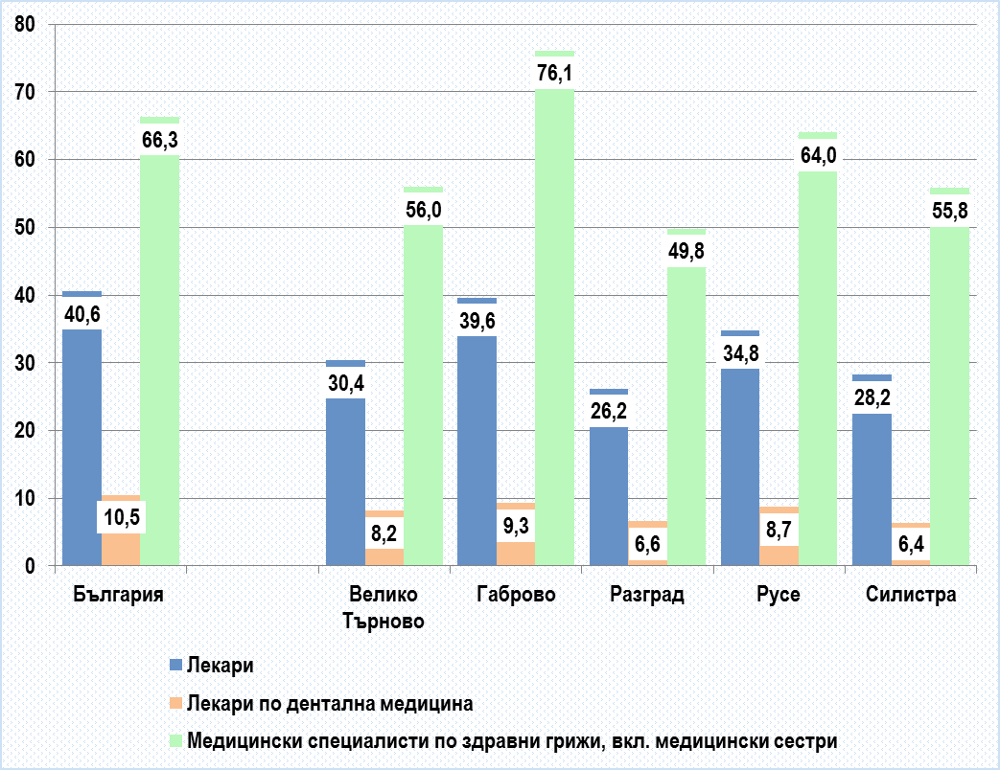 80
70
60
50
40
30
20
10
0
40,6
10,5
66,3
30,4
8,2
56,0
39,6
9,3
76,1
26,2
6,6
49,8
34,8
8,7
64,0
28,2
6,4
55,8
България
Велико
Търново
Габрово
Разград
Русе
Силистра
Лекари
Лекари по дентална медицина
Медицински специалисти по здравни грижи, вкл. медицински сестри